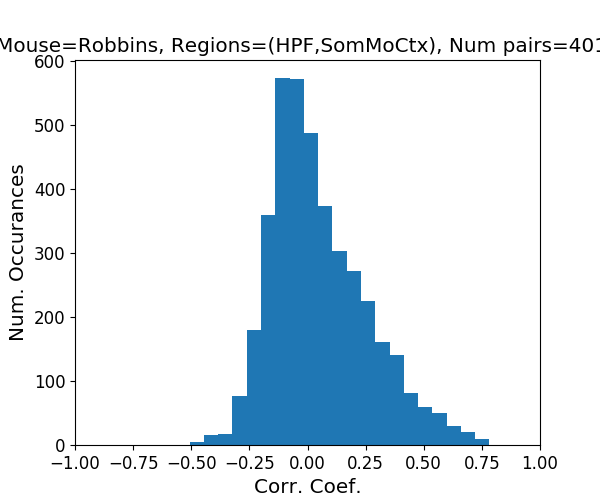 Mouse=Robbins, Regions=(HPF,SomMoCtx), Num pairs=401
600
500
400
300
200
100
0
Num. Occurances
−1.00 −0.75 −0.50 −0.25 0.00 0.25 0.50 0.75 1.00
Corr. Coef.